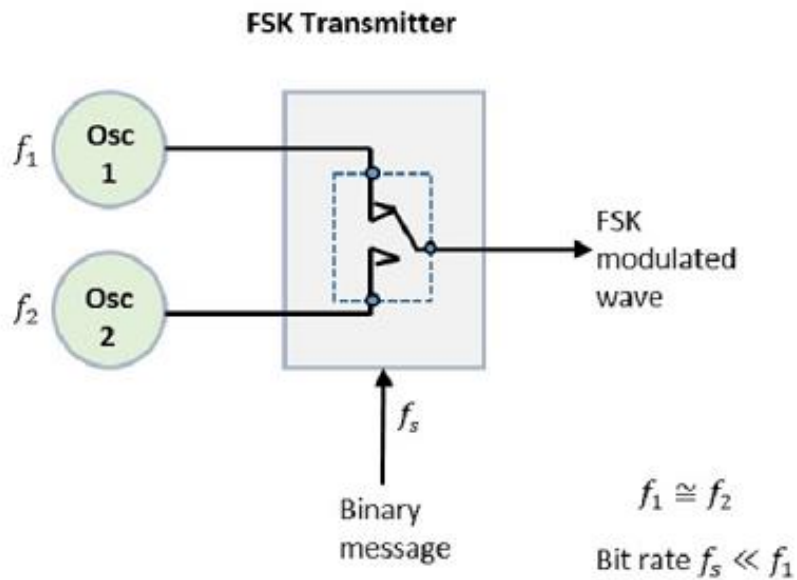 FSK Transmitter
f₁
Osc
1
f₂
Osc
2
FSK
modulated
wave
fₛ
Binary
message
f₁ ≅ f₂
Bit rate fₛ ≪ f₁